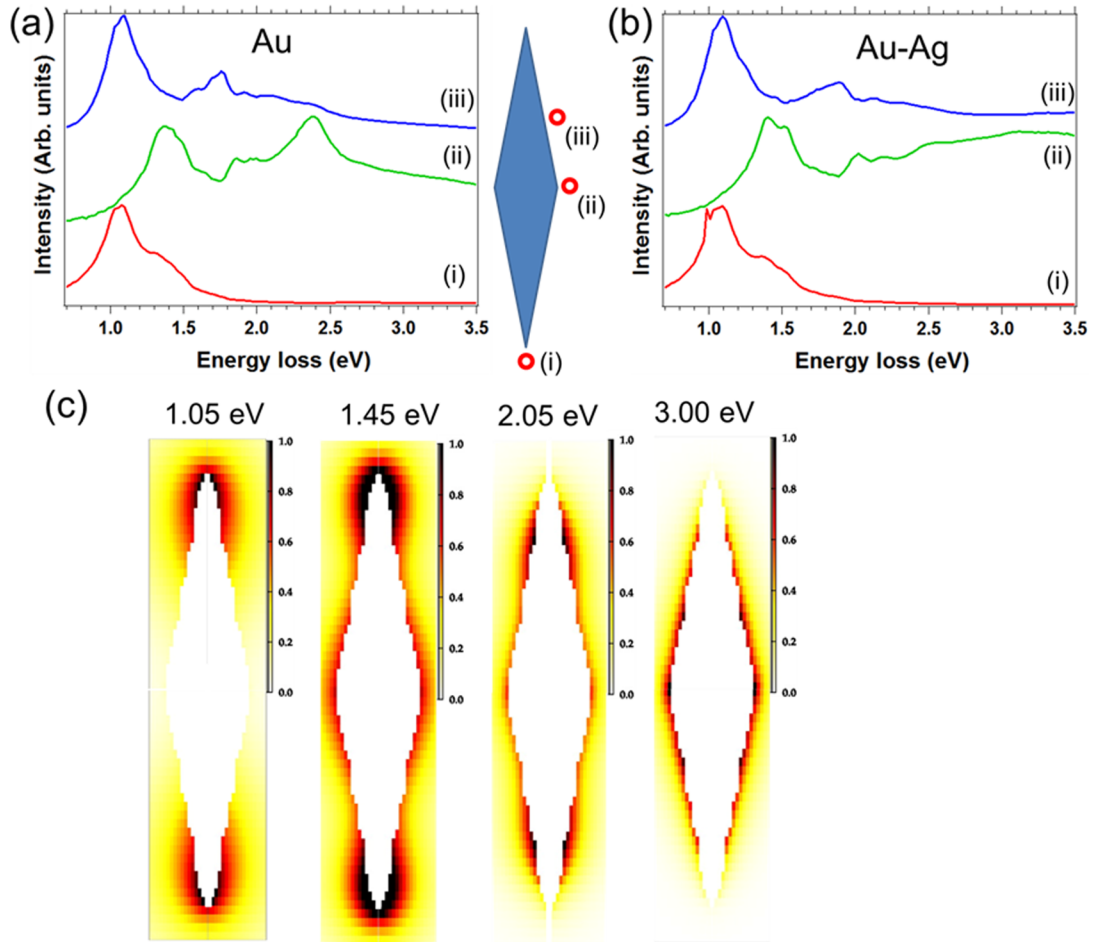 (a)
Au
(iii)
(ii)
(i)
Intensity (Arb. units)
1.0 1.5 2.0 2.5 3.0 3.5
Energy loss (eV)
(iii)
(ii)
(i)
(b)
Au-Ag
(iii)
(ii)
(i)
Intensity (Arb. units)
1.0 1.5 2.0 2.5 3.0 3.5
Energy loss (eV)
(c)
1.05 eV
1.0
0.8
0.6
0.4
0.2
0.0
1.45 eV
1.0
0.8
0.6
0.4
0.2
0.0
2.05 eV
1.0
0.8
0.6
0.4
0.2
0.0
3.00 eV
1.0
0.8
0.6
0.4
0.2
0.0